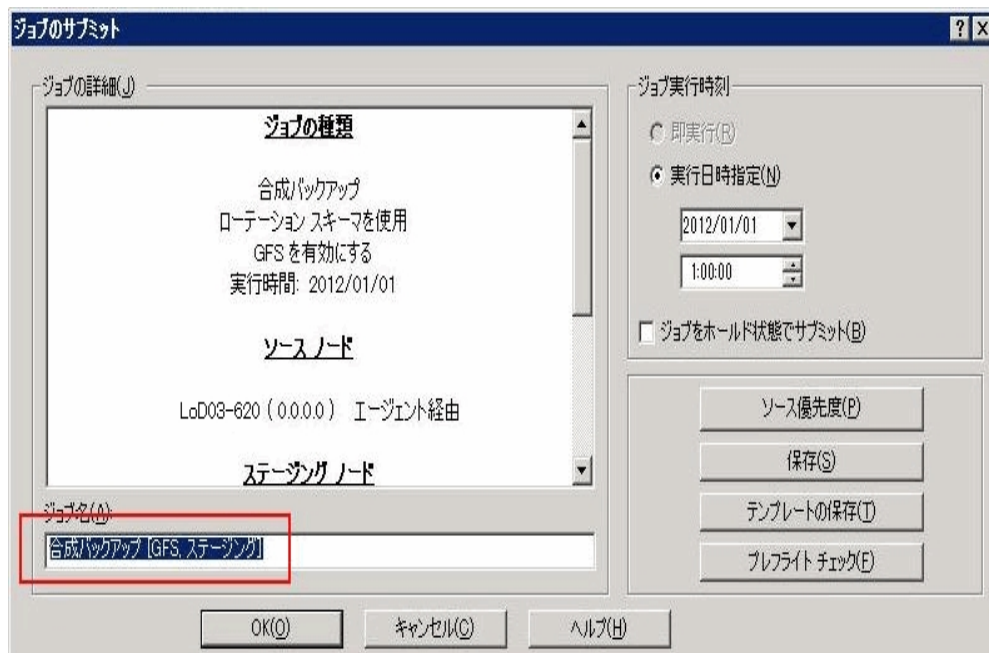 ジョブのサブミット
ジョブの詳細(J)
ジョブの種類
合成バックアップ
ローテーション スキーマを使用
GFS を有効にする
実行時間: 2012/01/01
ソース ノード
LoD03-620 ( 0.0.0.0 ) エージェント経由
ステージング ノード
ジョブ名(A):
合成バックアップ [GFS, ステージング]
ジョブ実行時刻
即実行(R)
実行日時指定(N)
2012/01/01
1:00:00
ジョブをホールド状態でサブミット(B)
ソース優先度(P)
保存(S)
テンプレートの保存(T)
プレフライト チェック(F)
OK(O)
キャンセル(C)
ヘルプ(H)